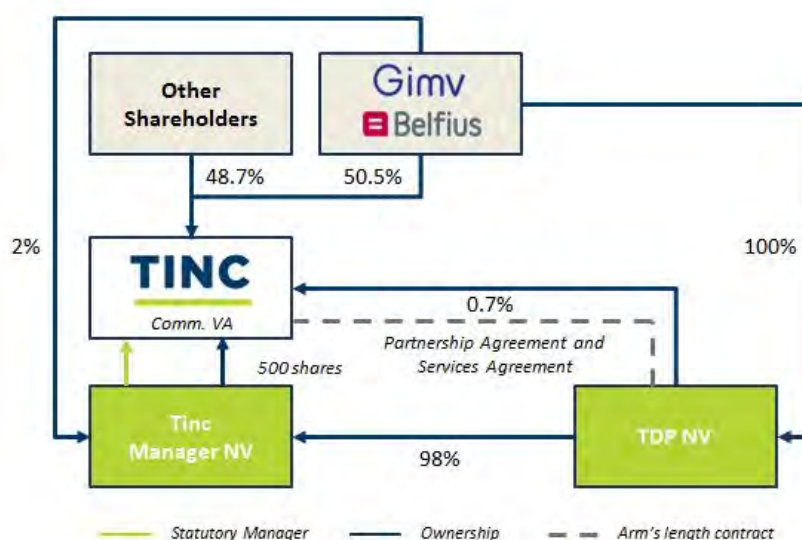 Other
Shareholders
Gimv
Belfius
48.7%
50.5%
2%
100%
TINC
Comm. VA
0.7%
Partnership Agreement and
Services Agreement
500 shares
Tinc
Manager NV
TDP NV
98%
Statutory Manager
Ownership
Arm's length contract